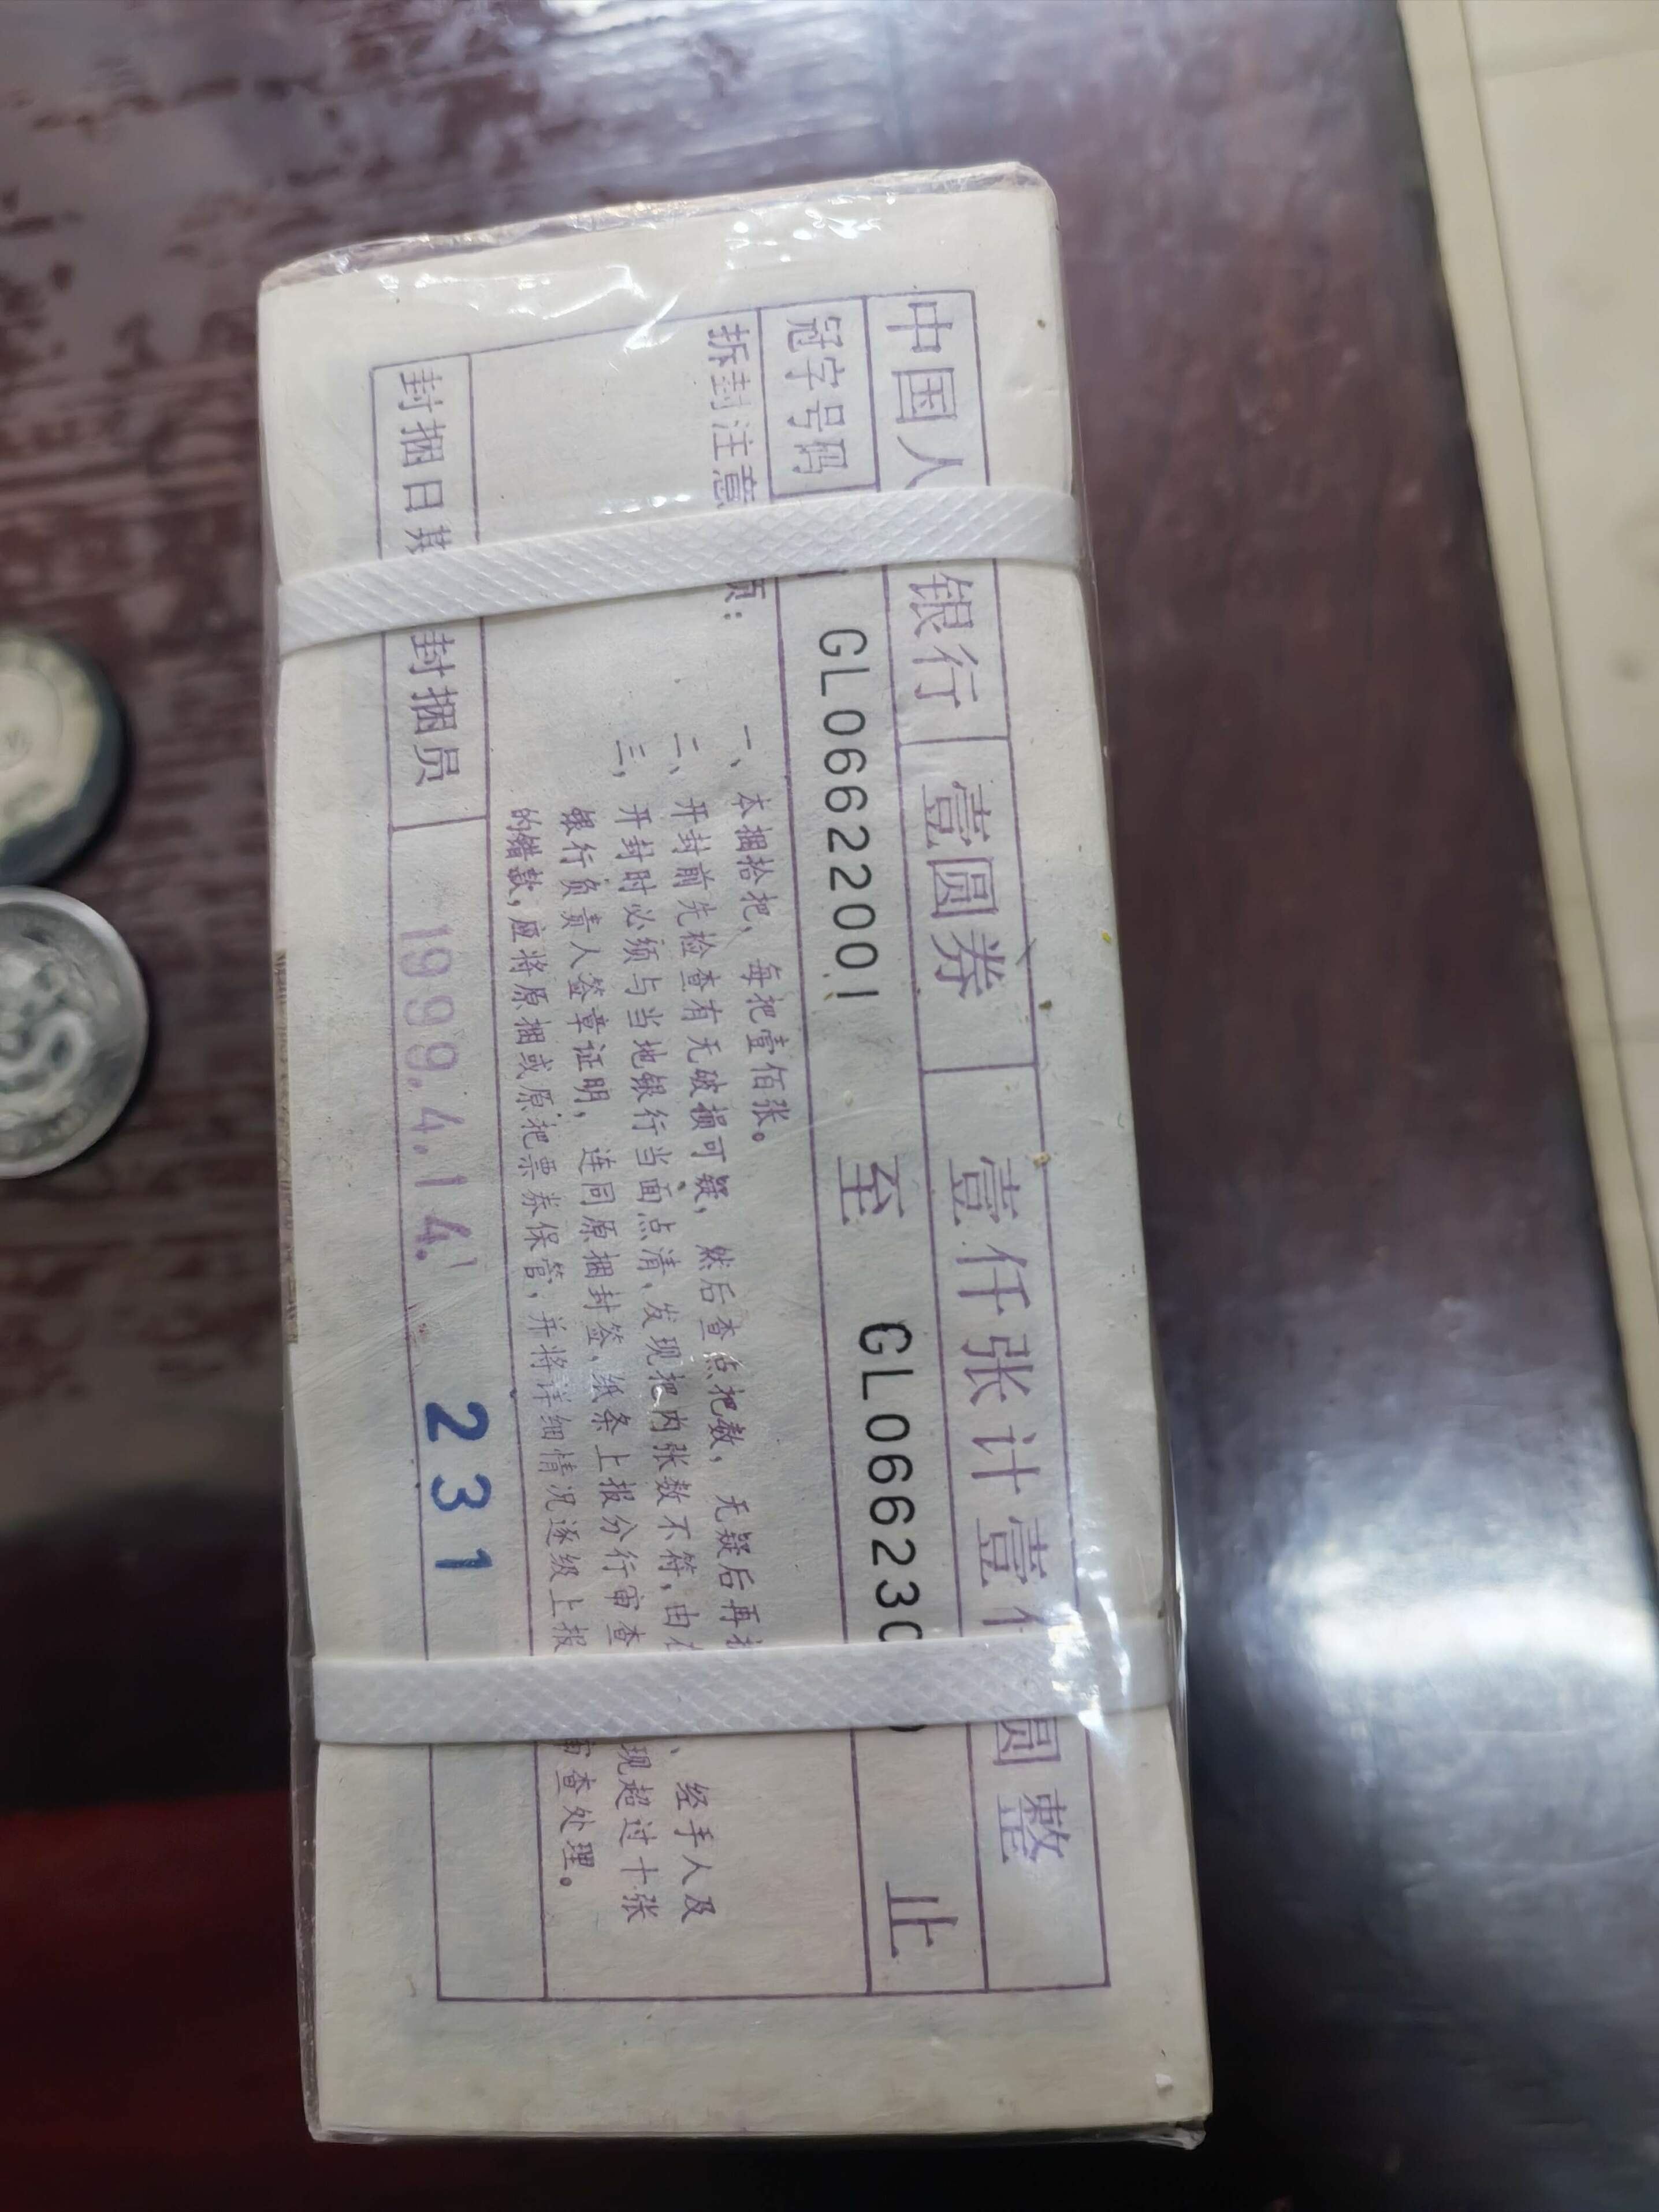 中国人 银行 壹圆券 壹仟张计壹 圆整
冠字号码 GL06622001 至 GL066230 止
拆封注意 项:
一、本捆拾把,每把壹佰张。
二、开封前先检查有无破损可疑,然后查点把数,无疑后再
三,开封时必须与当地银行当面点清,发现把内张数不符,由 、经手人及
银行负责人签章证明,连同原捆封签,纸条上报分行审查 现超过十张
的错款,应将原捆或原把票券保管,并将详细情况逐级上报 审查处理。
封捆日期 封捆员 1999.4.14. 231